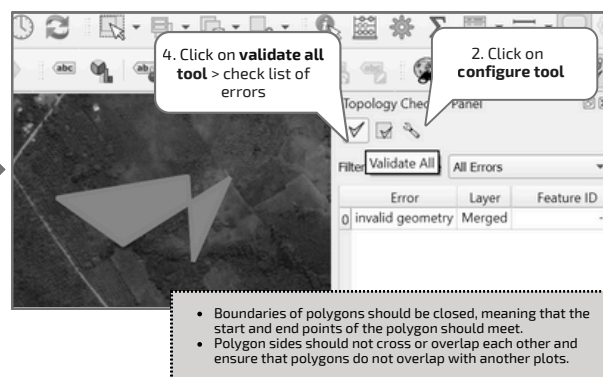 abc
4. Click on validate all
tool > check list of
errors
2. Click on
configure tool
Topology Che
Panel
Filter
Validate All
All Errors
Error
Layer
Feature ID
0
invalid geometry
Merged
• Boundaries of polygons should be closed, meaning that the
start and end points of the polygon should meet.
• Polygon sides should not cross or overlap each other and
ensure that polygons do not overlap with another plots.